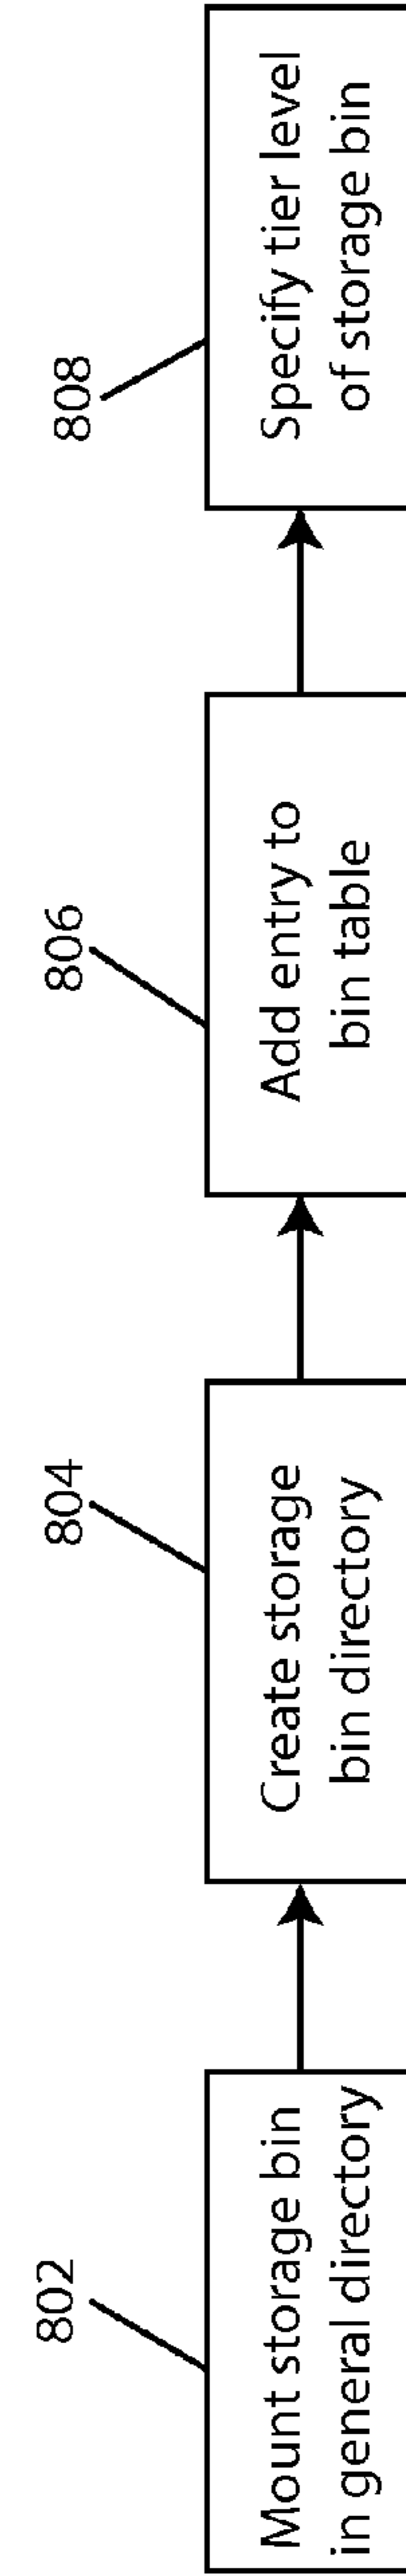 802
Mount storage bin
in general directory
804
Create storage
bin directory
806
Add entry to
bin table
808
Specify tier level
of storage bin